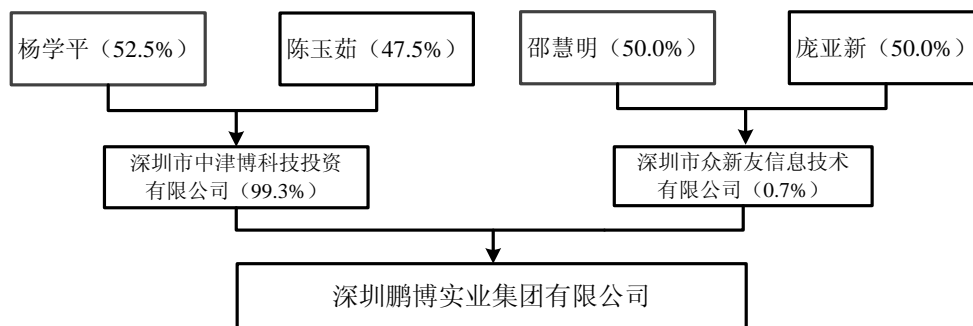 杨学平（52.5%）
陈玉茹（47.5%）
邵慧明（50.0%）
庞亚新（50.0%）
深圳市中津博科技投资
有限公司（99.3%）
深圳市众新友信息技术
有限公司（0.7%）
深圳鹏博实业集团有限公司